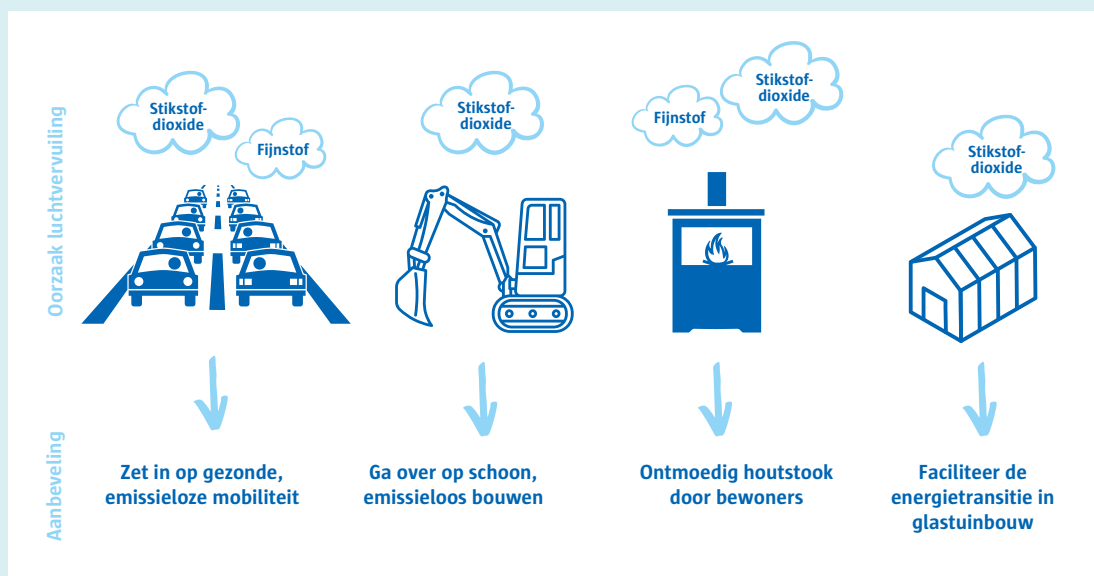 Oorzaak luchtvervuiling
Stikstof-
dioxide
Fijnstof
Stikstof-
dioxide
Fijnstof
Stikstof-
dioxide
Stikstof-
dioxide
Aanbeveling
Zet in op gezonde,
emissieloze mobiliteit
Ga over op schoon,
emissieloos bouwen
Ontmoedig houtstook
door bewoners
Faciliteer de
energietransitie in
glastuinbouw